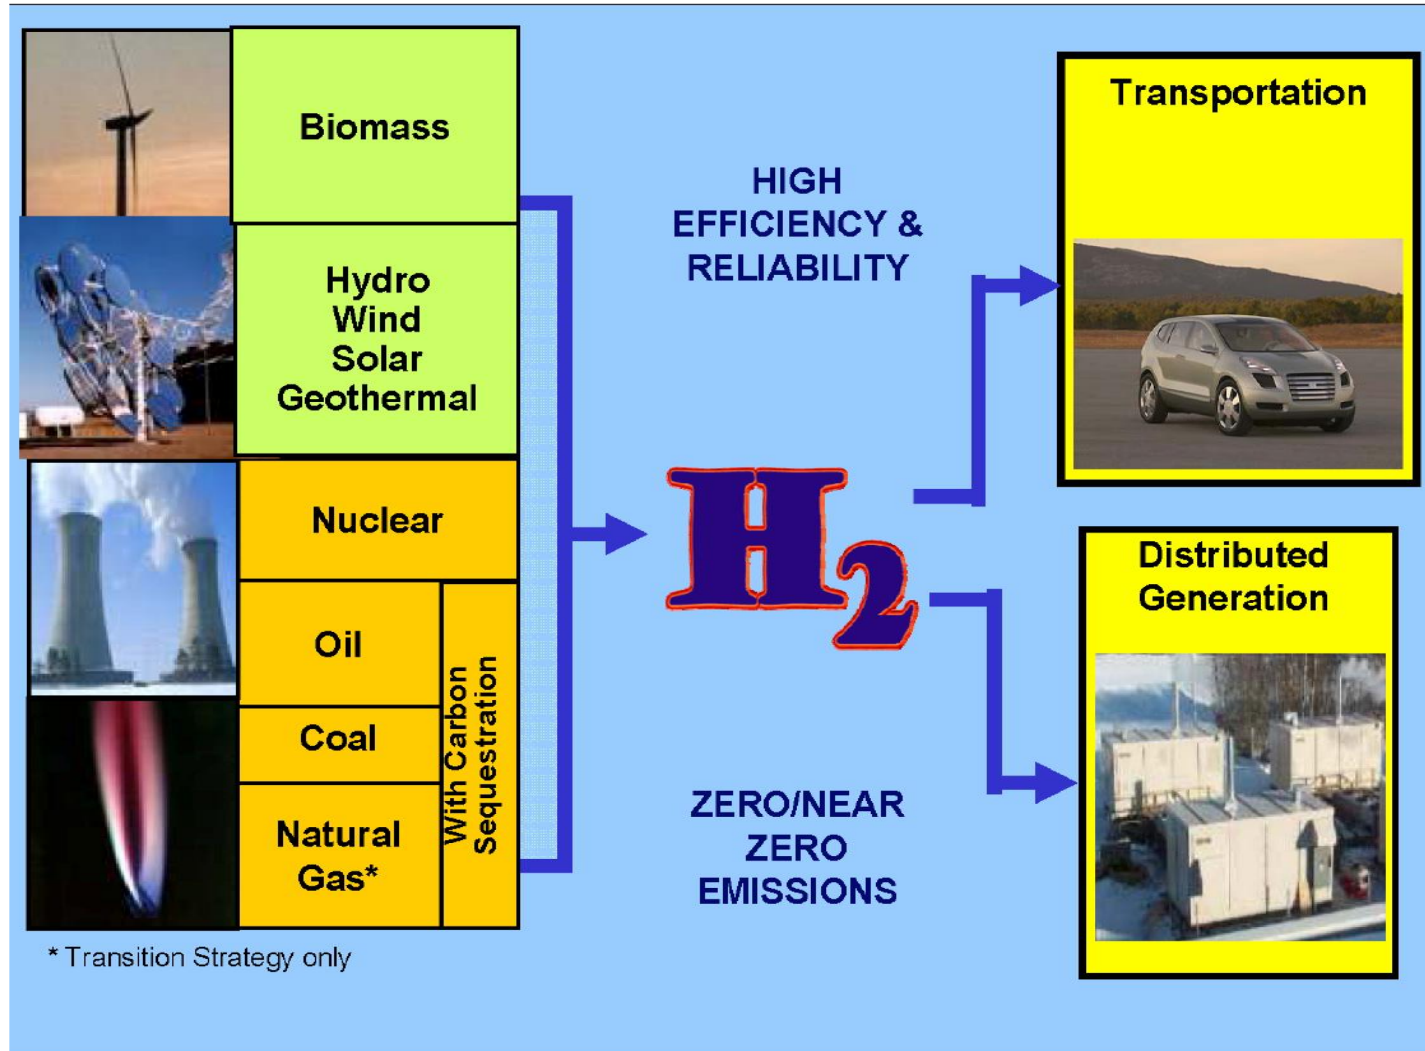 Biomass
Hydro
Wind
Solar
Geothermal
Nuclear
Oil
Coal
Natural
Gas*
With Carbon
Sequestration
* Transition Strategy only
HIGH
EFFICIENCY &
RELIABILITY
H2
ZERO/NEAR
ZERO
EMISSIONS
Transportation
Distributed
Generation